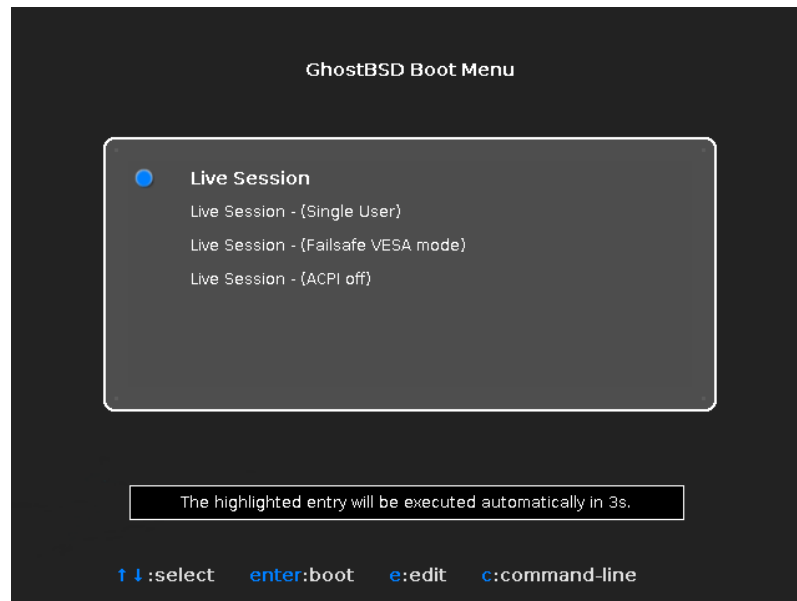 GhostBSD Boot Menu
Live Session
Live Session - (Single User)
Live Session - (Failsafe VESA mode)
Live Session - (ACPI off)
The highlighted entry will be executed automatically in 3s.
↑↓:select enter:boot e:edit c:command-line